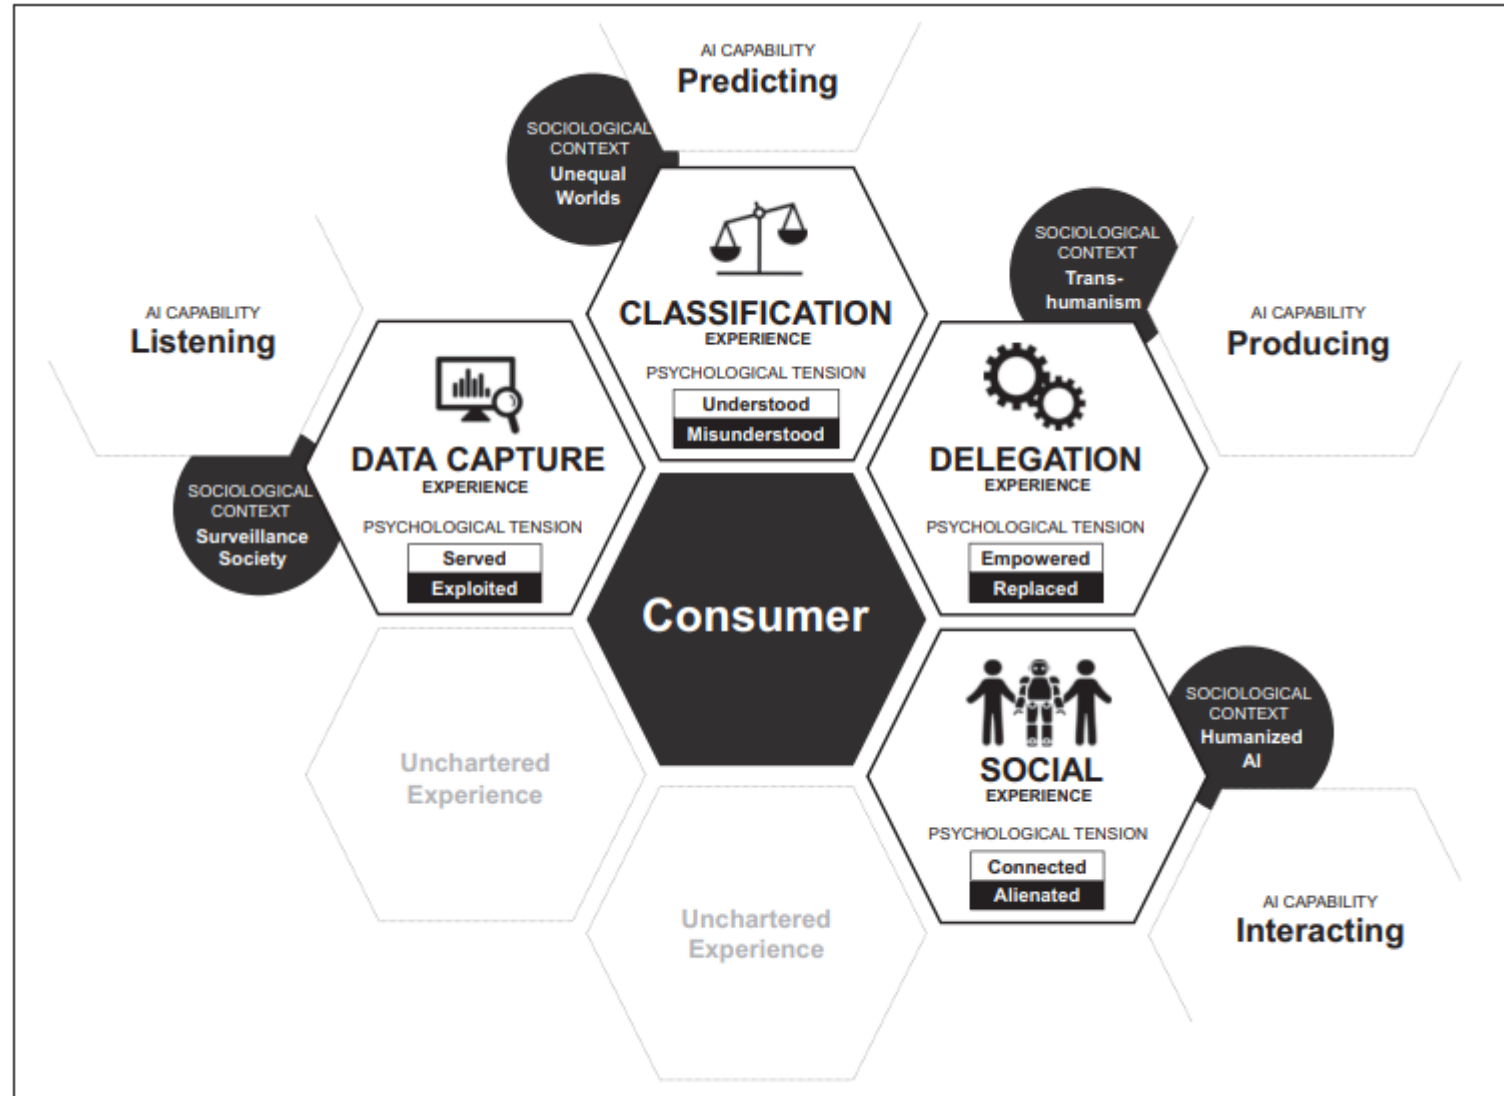 AI CAPABILITY
Predicting
SOCIOLOGICAL
CONTEXT
Unequal
Worlds
CLASSIFICATION
EXPERIENCE
PSYCHOLOGICAL TENSION
Understood
Misunderstood
AI CAPABILITY
Listening
SOCIOLOGICAL
CONTEXT
Surveillance
Society
DATA CAPTURE
EXPERIENCE
PSYCHOLOGICAL TENSION
Served
Exploited
SOCIOLOGICAL
CONTEXT
Trans-
humanism
AI CAPABILITY
Producing
DELEGATION
EXPERIENCE
PSYCHOLOGICAL TENSION
Empowered
Replaced
Consumer
SOCIOLOGICAL
CONTEXT
Humanized
AI
SOCIAL
EXPERIENCE
PSYCHOLOGICAL TENSION
Connected
Alienated
AI CAPABILITY
Interacting
Unchartered
Experience
Unchartered
Experience